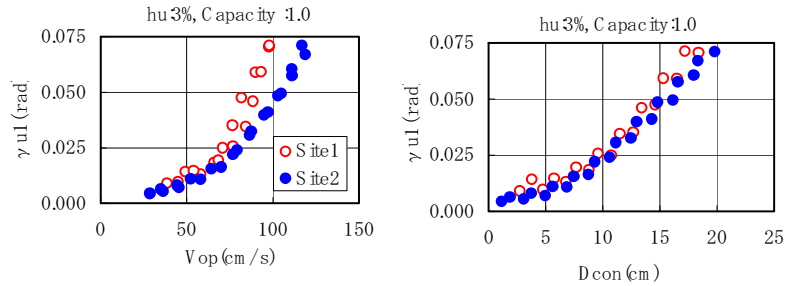 hu:3%, Capacity :1.0
γ u1 (rad)
0.075
0.050
0.025
0.000
0
50
100
150
Vop(cm/s)
Site1
Site2
hu:3%, Capacity:1.0
γ u1 (rad)
0.075
0.050
0.025
0.000
0
5
10
15
20
25
Dcon(cm)